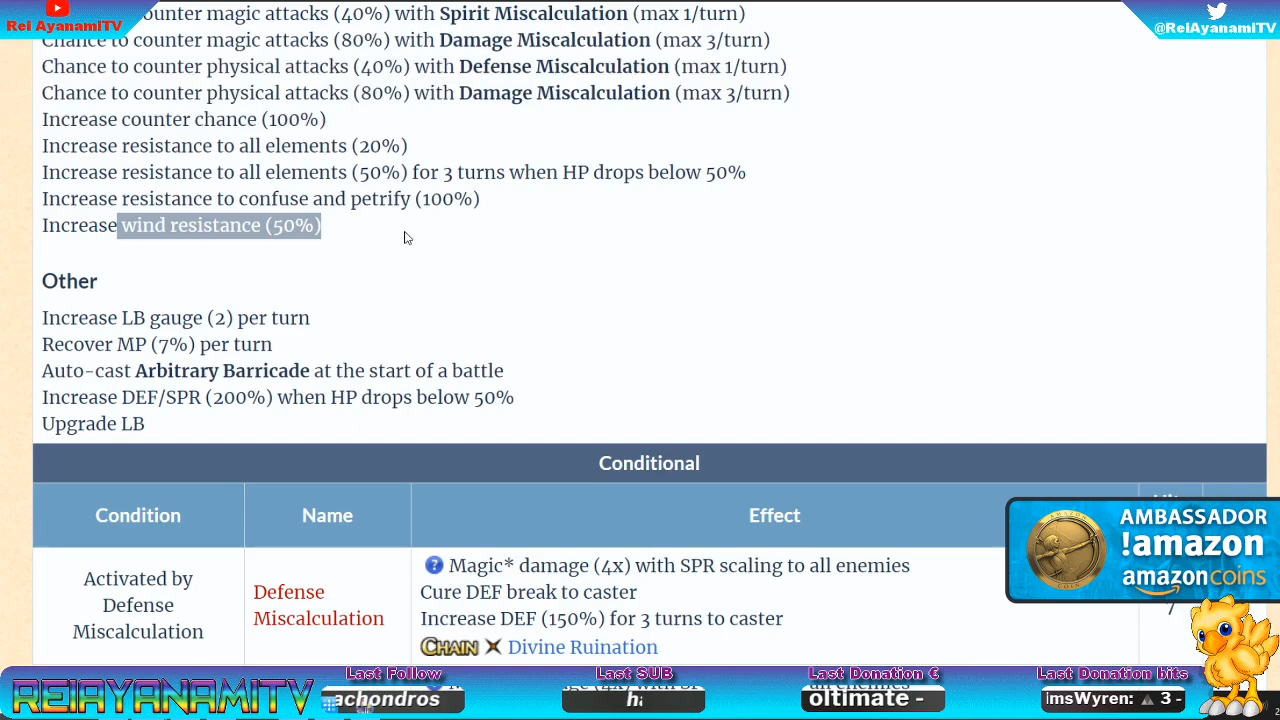 Rei AyanamiTV
@ReiAyanamiTV
counter magic attacks (40%) with Spirit Miscalculation (max 1/turn)
Chance to counter magic attacks (80%) with Damage Miscalculation (max 3/turn)
Chance to counter physical attacks (40%) with Defense Miscalculation (max 1/turn)
Chance to counter physical attacks (80%) with Damage Miscalculation (max 3/turn)
Increase counter chance (100%)
Increase resistance to all elements (20%)
Increase resistance to all elements (50%) for 3 turns when HP drops below 50%
Increase resistance to confuse and petrify (100%)
Increase wind resistance (50%)
Other
Increase LB gauge (2) per turn
Recover MP (7%) per turn
Auto-cast Arbitrary Barricade at the start of a battle
Increase DEF/SPR (200%) when HP drops below 50%
Upgrade LB
Conditional
Condition Name Effect
Activated by Defense Miscalculation
Defense Miscalculation
Magic* damage (4x) with SPR scaling to all enemies
Cure DEF break to caster
Increase DEF (150%) for 3 turns to caster
CHAIN Divine Ruination
7
AMBASSADOR
!amazon
amazoncoins
REIAYANAMITV
Last Follow
achondros
Last SUB
Last Donation €
oltimate -
Last Donation bits
imsWyren: 3 -